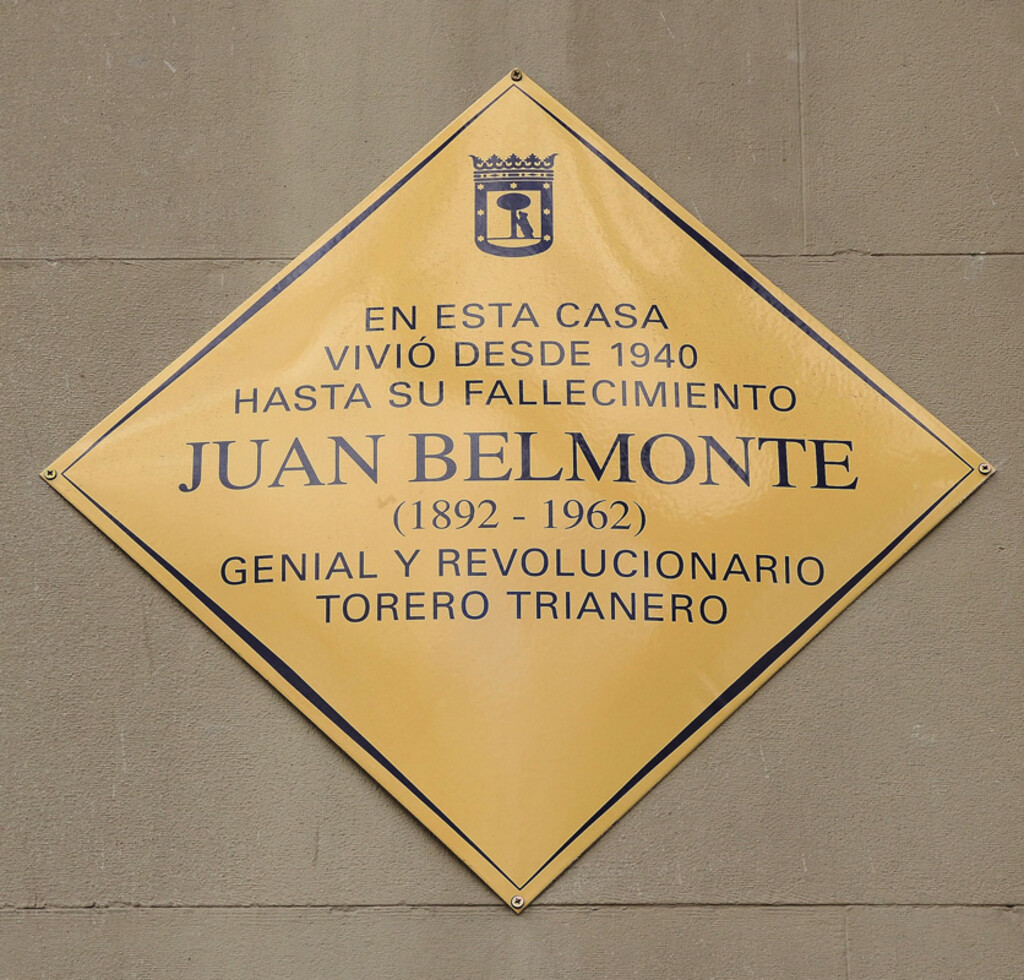 EN ESTA CASA
VIVIÓ DESDE 1940
HASTA SU FALLECIMIENTO
JUAN BELMONTE
(1892 - 1962)
GENIAL Y REVOLUCIONARIO
TORERO TRIANERO